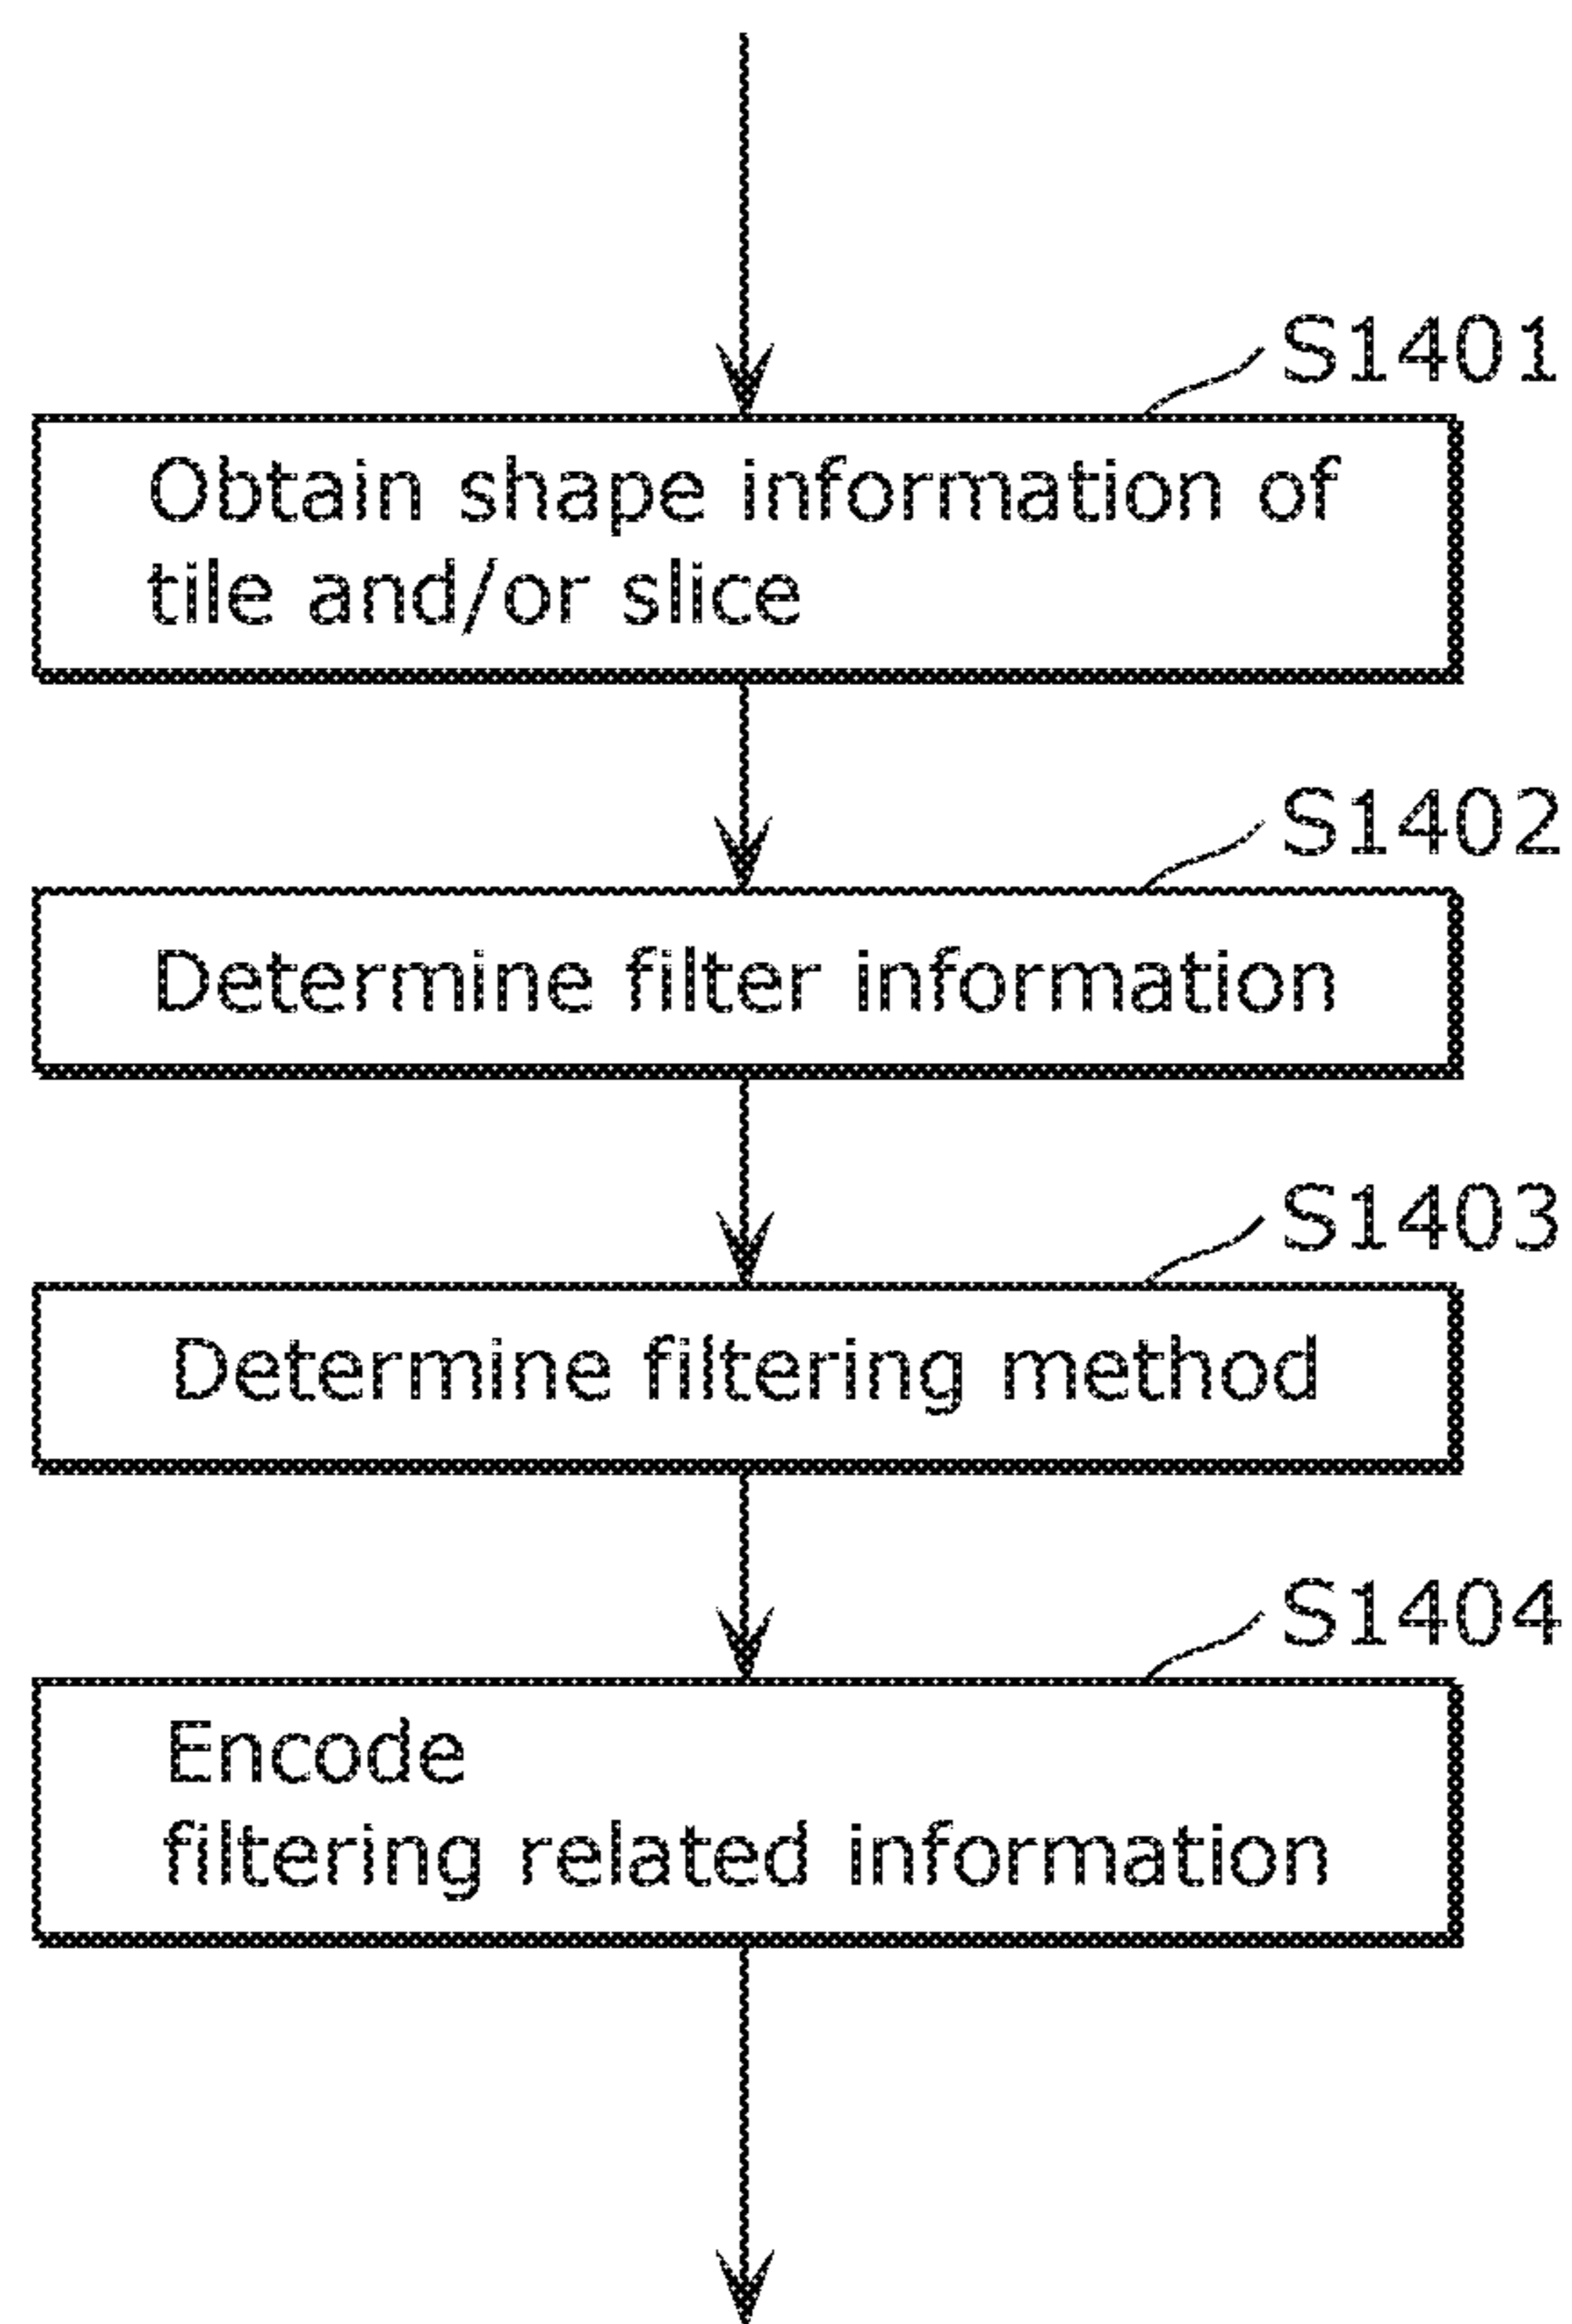 S1401
Obtain shape information of
tile and/or slice
S1402
Determine filter information
S1403
Determine filtering method
S1404
Encode
filtering related information